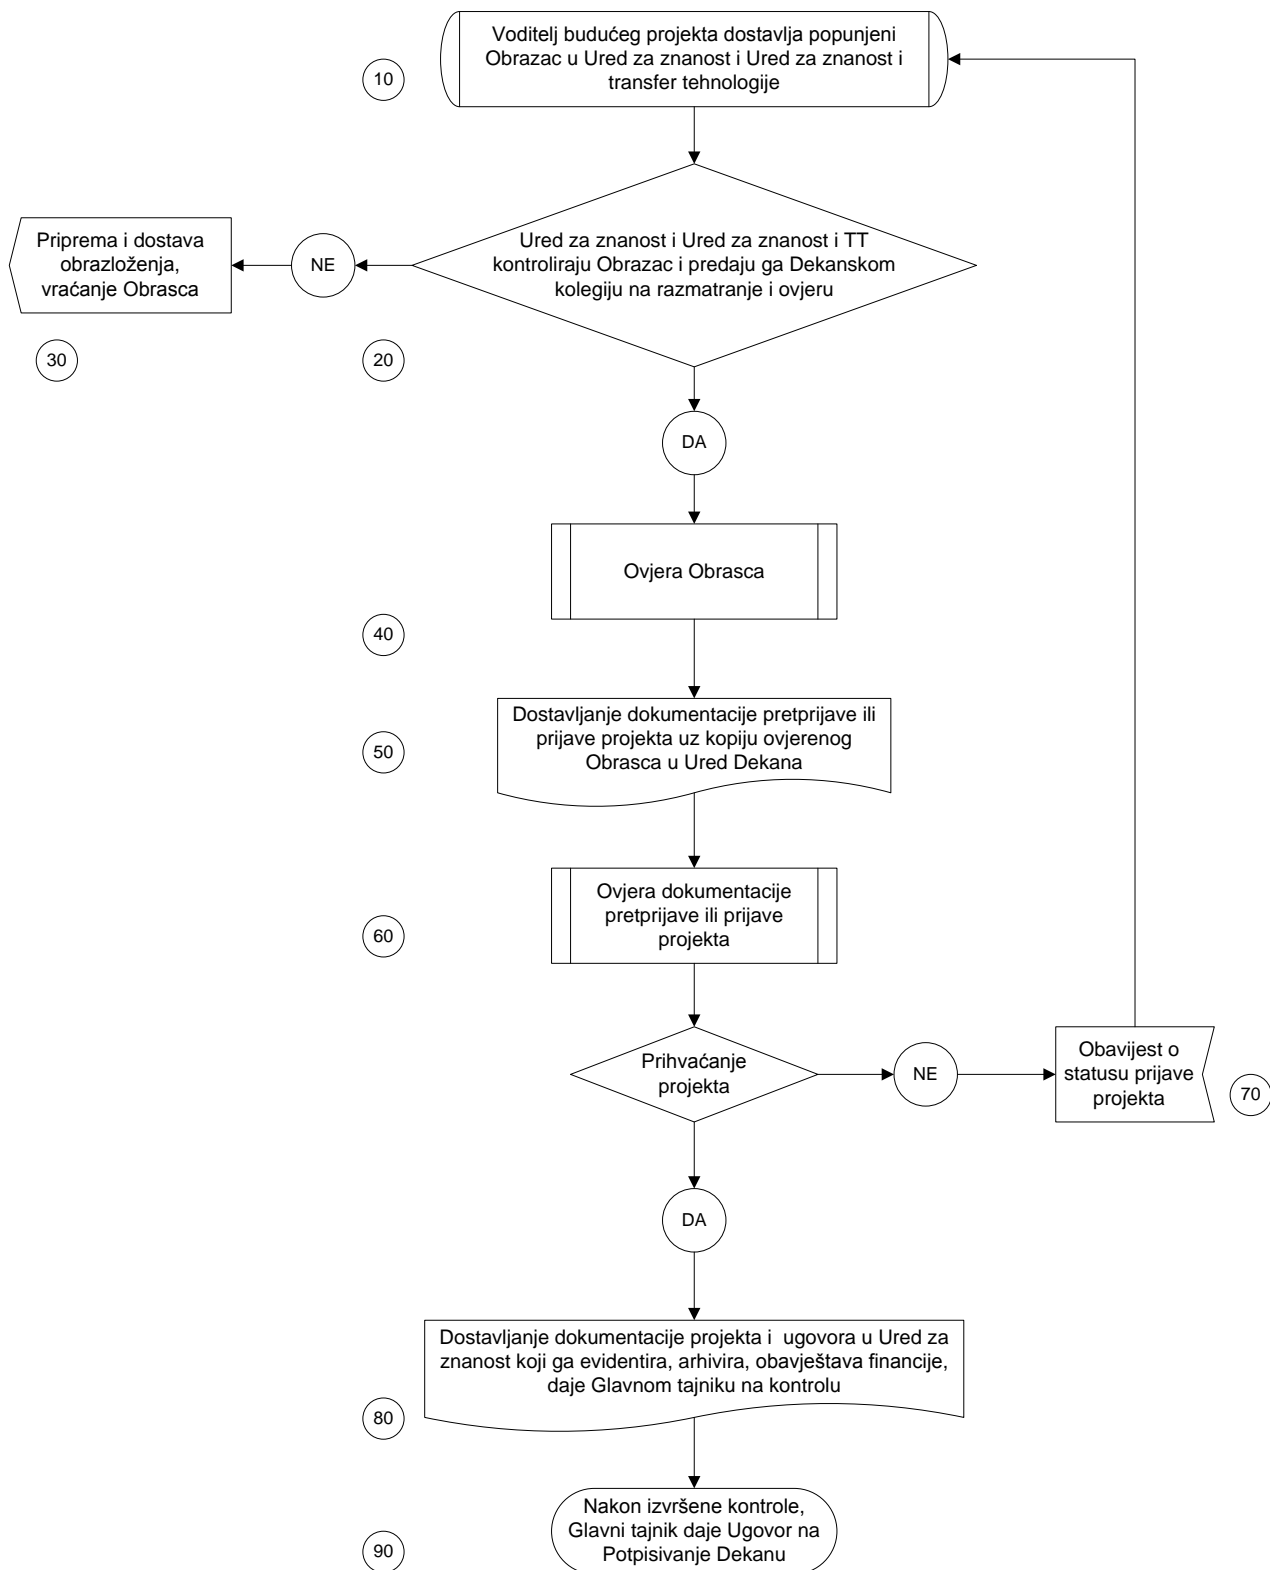 Voditelj budućeg projekta dostavlja popunjeni
Obrazac u Ured za znanost i Ured za znanost i
transfer tehnologije
10
Ured za znanost i Ured za znanost i TT
kontroliraju Obrazac i predaju ga Dekanskom
kolegiju na razmatranje i ovjeru
NE
Priprema i dostava
obrazloženja,
vraćanje Obrasca
30
20
DA
Ovjera Obrasca
40
Dostavljanje dokumentacije pretprijave ili
prijave projekta uz kopiju ovjerenog
Obrasca u Ured Dekana
50
Ovjera dokumentacije
pretprijave ili prijave
projekta
60
Prihvaćanje
projekta
NE
Obavijest o
statusu prijave
projekta
70
DA
Dostavljanje dokumentacije projekta i  ugovora u Ured za
znanost koji ga evidentira, arhivira, obavještava financije,
daje Glavnom tajniku na kontrolu
80
Nakon izvršene kontrole,
Glavni tajnik daje Ugovor na
Potpisivanje Dekanu
90